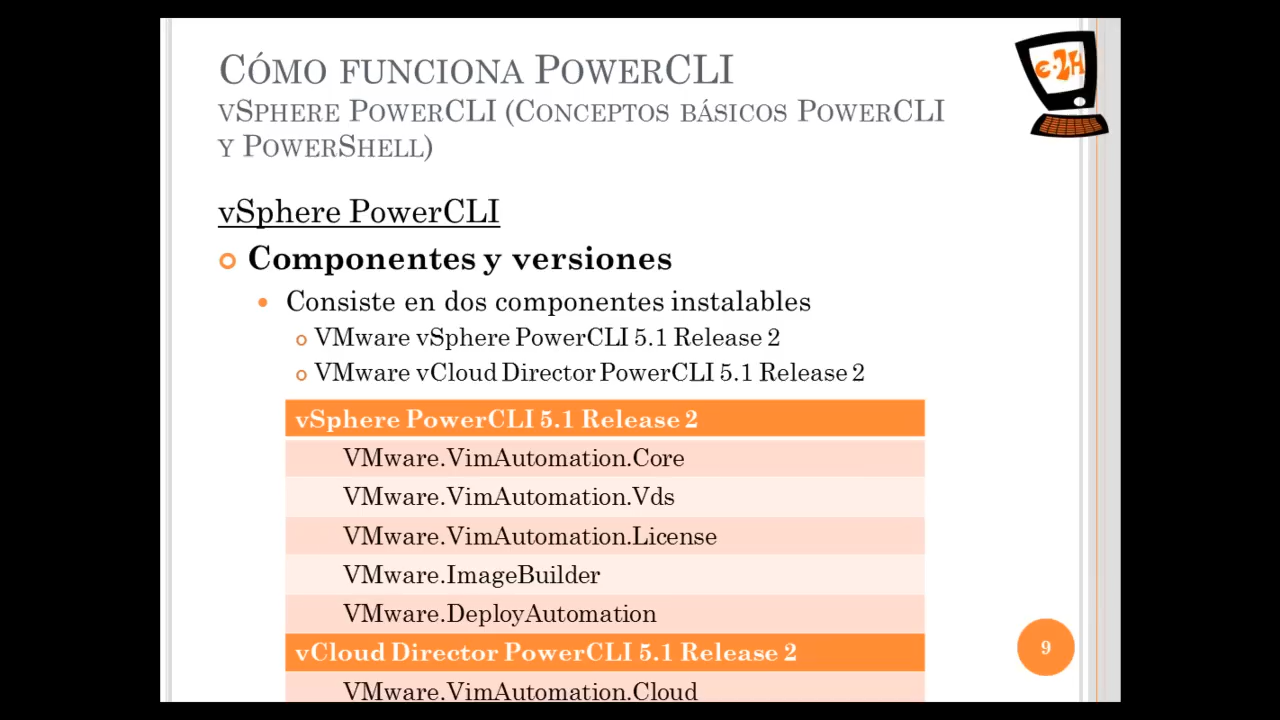 CÓMO FUNCIONA POWERCLI
VSPHERE POWERCLI (CONCEPTOS BÁSICOS POWERCLI
Y POWERSHELL)
e-2H
vSphere PowerCLI
Componentes y versiones
Consiste en dos componentes instalables
VMware vSphere PowerCLI 5.1 Release 2
VMware vCloud Director PowerCLI 5.1 Release 2
vSphere PowerCLI 5.1 Release 2
VMware.VimAutomation.Core
VMware.VimAutomation.Vds
VMware.VimAutomation.License
VMware.ImageBuilder
VMware.DeployAutomation
vCloud Director PowerCLI 5.1 Release 2
VMware.VimAutomation.Cloud
9